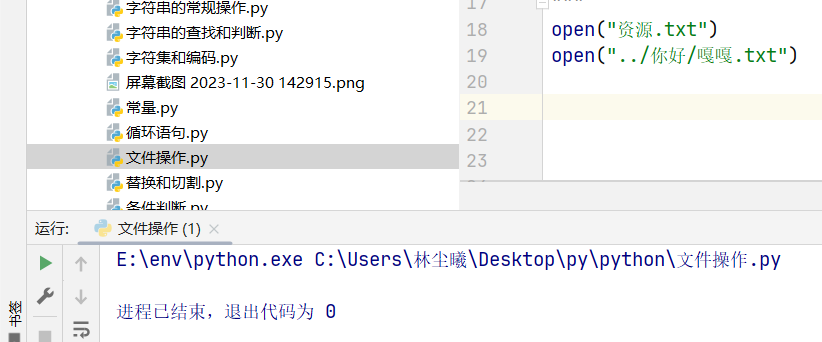 字符串的常规操作.py
字符串的查找和判断.py
字符集和编码.py
屏幕截图 2023-11-30 142915.png
常量.py
循环语句.py
文件操作.py
替换和切割.py
条件判断.py
17
18 open("资源.txt")
19 open("../你好/嘎嘎.txt")
20
21
22
23
运行: 文件操作 (1) ×
E:\env\python.exe C:\Users\林尘曦\Desktop\py\python\文件操作.py
进程已结束，退出代码为 0
书签